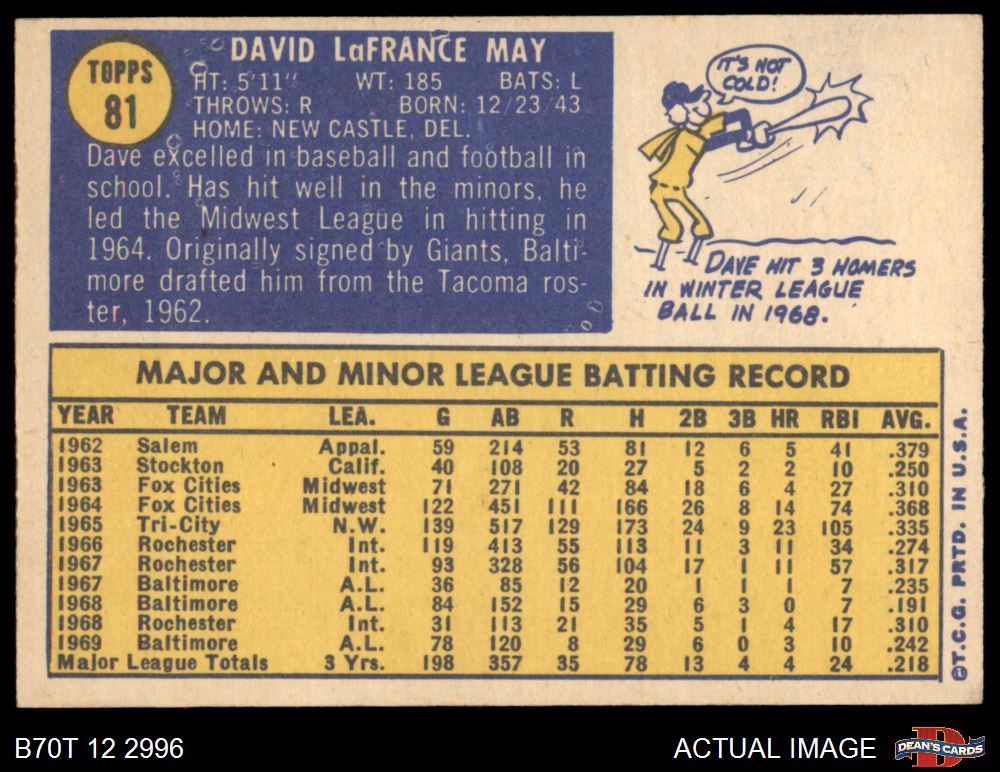 TOPPS
81
DAVID LaFRANCE MAY
HT: 5'11" WT: 185 BATS: L
THROWS: R BORN: 12/23/43
HOME: NEW CASTLE, DEL.
Dave excelled in baseball and football in
school. Has hit well in the minors, he
led the Midwest League in hitting in
1964. Originally signed by Giants, Balti-
more drafted him from the Tacoma ros-
ter, 1962.
IT'S NOT
COLD!
DAVE HIT 3 HOMERS
IN WINTER LEAGUE
BALL IN 1968.
MAJOR AND MINOR LEAGUE BATTING RECORD
YEAR TEAM LEA. G AB R H 2B 3B HR RBI AVG.
1962 Salem Appal. 59 214 53 81 12 6 5 41 .379
1963 Stockton Calif. 40 108 20 27 5 2 2 10 .250
1963 Fox Cities Midwest 71 271 42 84 18 6 4 27 .310
1964 Fox Cities Midwest 122 451 111 166 26 8 14 74 .368
1965 Tri-City N.W. 139 517 129 173 24 9 23 105 .335
1966 Rochester Int. 119 413 55 113 11 3 11 34 .274
1967 Rochester Int. 93 328 56 104 17 1 11 57 .317
1967 Baltimore A.L. 36 85 12 20 1 1 1 7 .235
1968 Baltimore A.L. 84 152 15 29 6 3 0 7 .191
1968 Rochester Int. 31 113 21 35 5 1 4 17 .310
1969 Baltimore A.L. 78 120 8 29 6 0 3 10 .242
Major League Totals 3 Yrs. 198 357 35 78 13 4 4 24 .218
©T.C.G. PRTD. IN U.S.A.
B70T 12 2996
ACTUAL IMAGE
D
DEAN'S CARDS